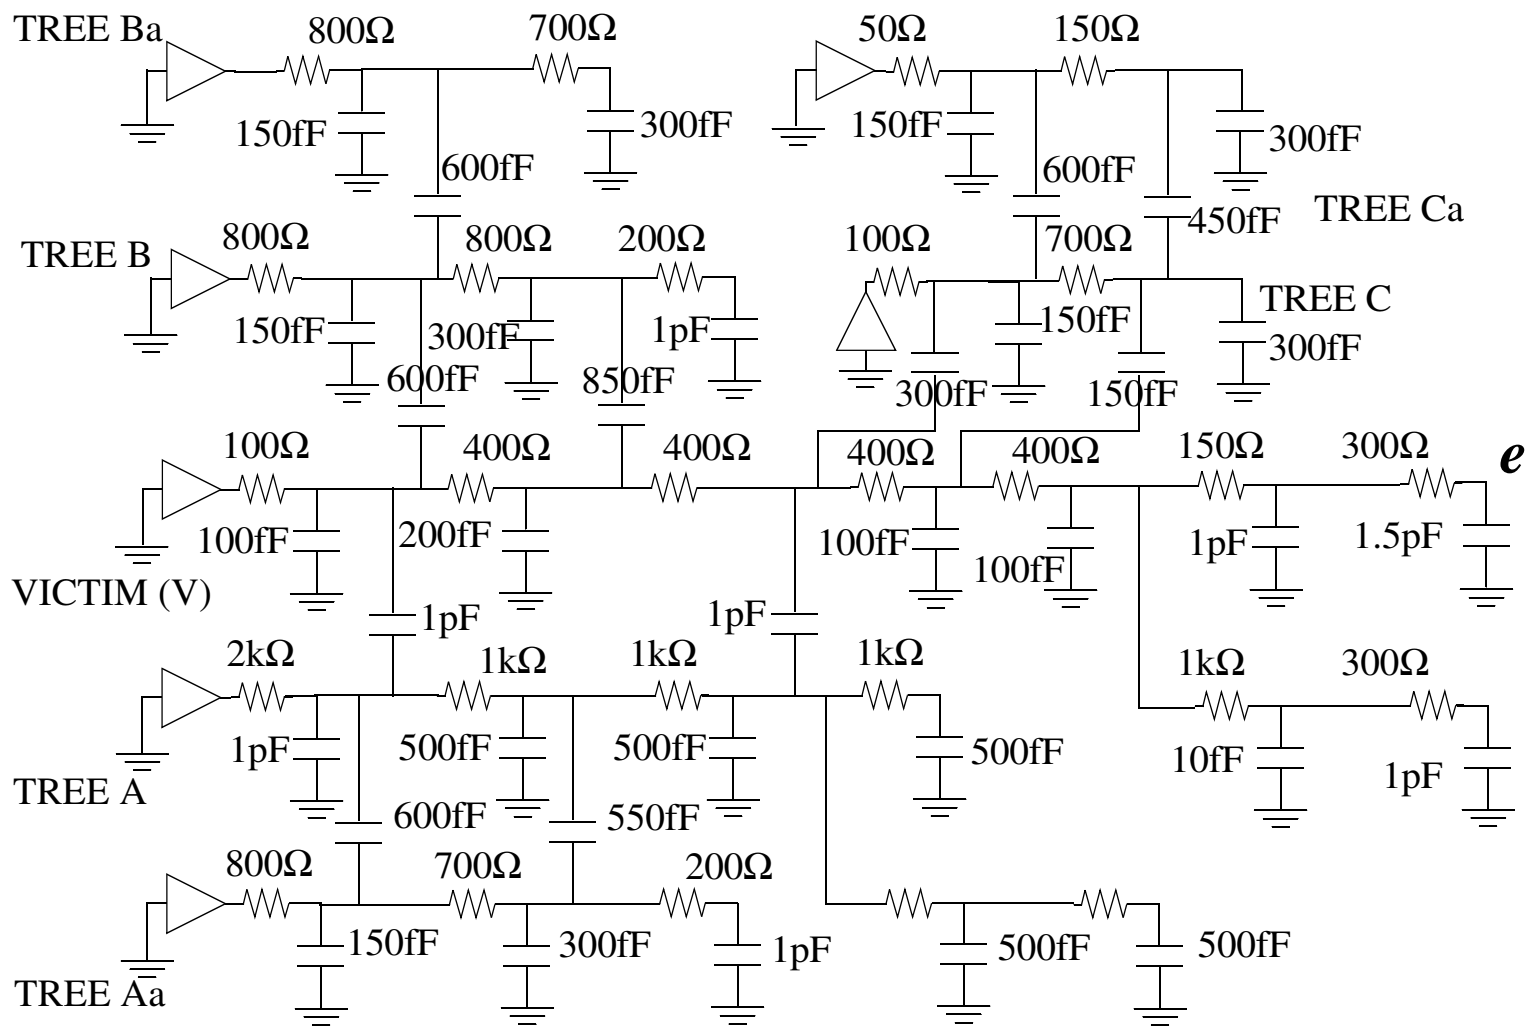 TREE Ba
800Ω
700Ω
50Ω
150Ω
150fF
300fF
150fF
300fF
600fF
600fF
450fF
TREE Ca
TREE B
800Ω
800Ω
200Ω
100Ω
700Ω
TREE C
150fF
300fF
1pF
150fF
300fF
600fF
850fF
300fF
150fF
100Ω
400Ω
400Ω
400Ω
400Ω
150Ω
300Ω
e
100fF
200fF
100fF
100fF
1pF
1.5pF
VICTIM (V)
1pF
1pF
2kΩ
1kΩ
1kΩ
1kΩ
1kΩ
300Ω
1pF
500fF
500fF
500fF
10fF
1pF
TREE A
600fF
550fF
800Ω
700Ω
200Ω
150fF
300fF
1pF
500fF
500fF
TREE Aa